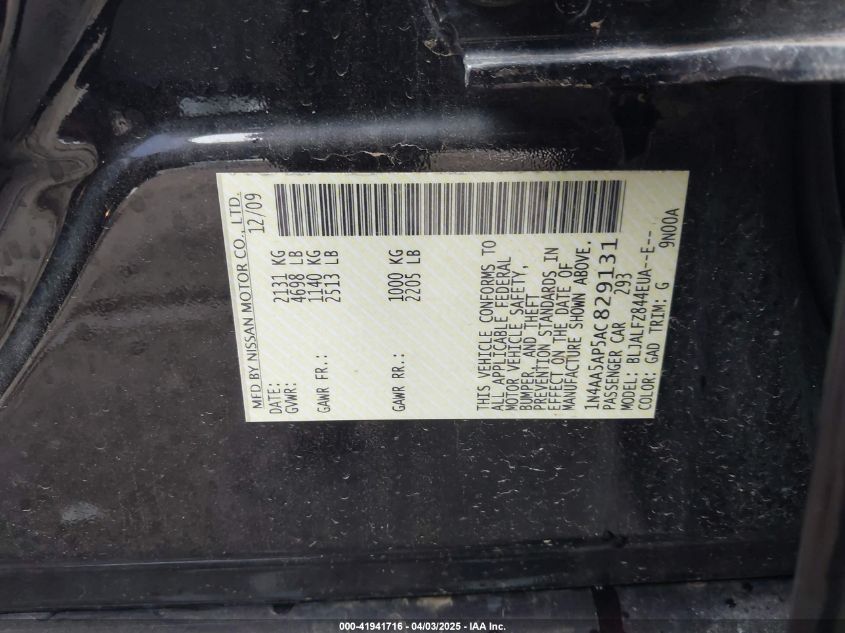 MFD BY NISSAN MOTOR CO., LTD.
DATE: 12/09
GVWR: 2131 KG
4698 LB
GAWR FR.: 1140 KG
2513 LB
GAWR RR.: 1000 KG
2205 LB
THIS VEHICLE CONFORMS TO
ALL APPLICABLE FEDERAL
MOTOR VEHICLE SAFETY,
BUMPER, AND THEFT
PREVENTION STANDARDS IN
EFFECT ON THE DATE OF
MANUFACTURE SHOWN ABOVE.
1N4AA5AP5AC829131
PASSENGER CAR 293
MODEL: BLJALFZ844EUA--E--
COLOR: GAD TRIM: G 9N00A
000-41941716 - 04/03/2025 - IAA Inc.